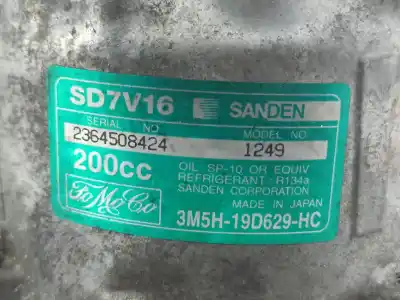 SD7V16 SANDEN
SERIAL NO MODEL NO
2364508424 1249
200cc OIL SP-10 OR EQUIV
REFRIGERANT : R134a
SANDEN CORPORATION
MADE IN JAPAN
FoMoCo 3M5H-19D629-HC